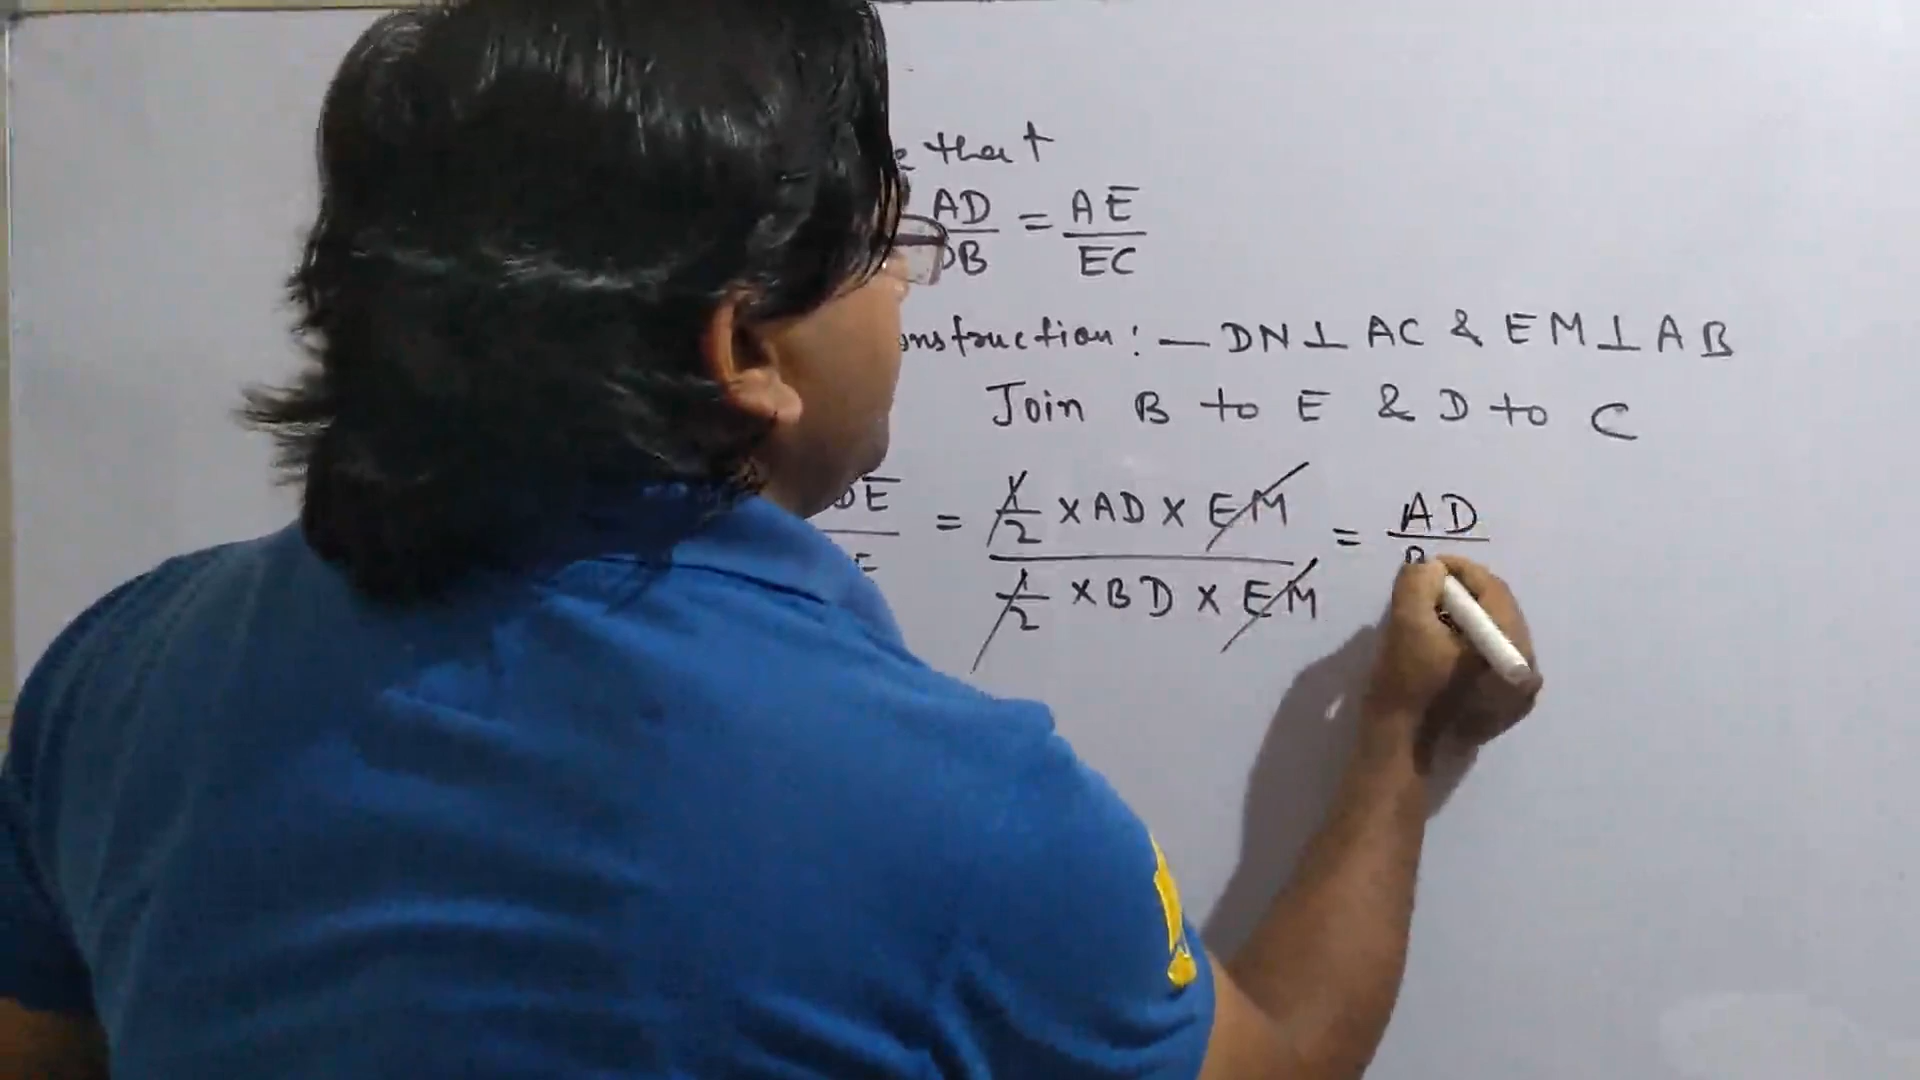 that
AD/DB = AE/EC
onstruction : — DN ⊥ AC & EM ⊥ AB
Join B to E & D to C
DE/E = (1/2 × AD × EM)/(1/2 × BD × EM) = AD/B